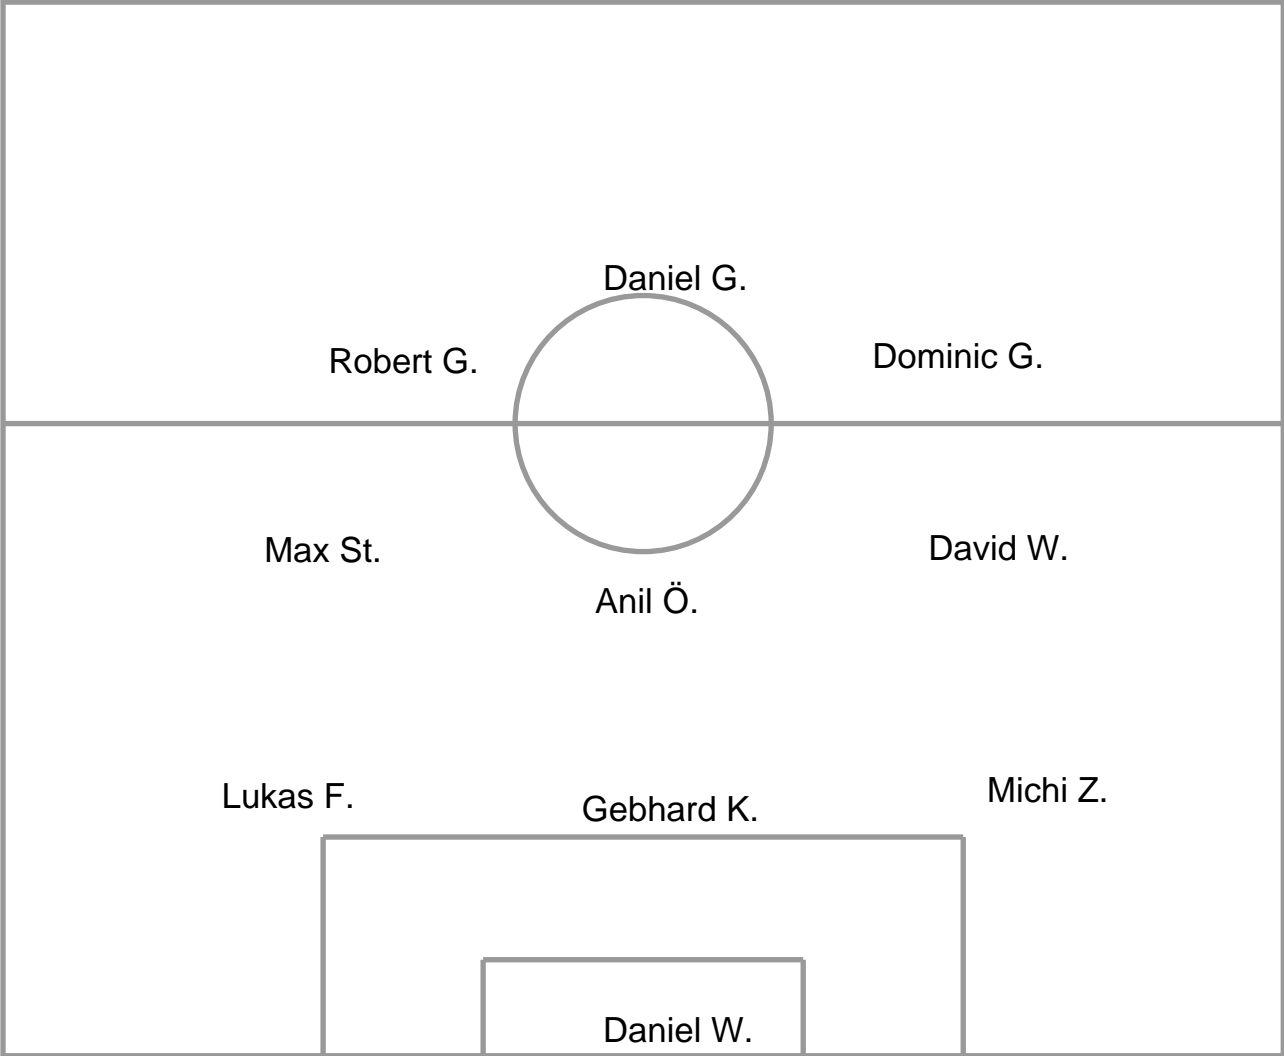 Daniel G.
Robert G.
Dominic G.
Max St.
David W.
Anil Ö.
Lukas F.
Gebhard K.
Michi Z.
Daniel W.